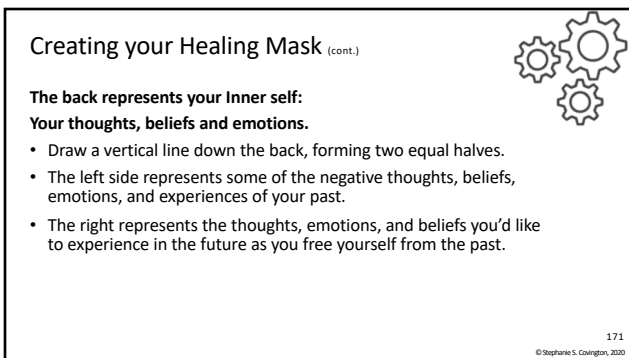 Creating your Healing Mask (cont.)
The back represents your Inner self:
Your thoughts, beliefs and emotions.
• Draw a vertical line down the back, forming two equal halves.
• The left side represents some of the negative thoughts, beliefs,
emotions, and experiences of your past.
• The right represents the thoughts, emotions, and beliefs you’d like
to experience in the future as you free yourself from the past.
171
© Stephanie S. Covington, 2020